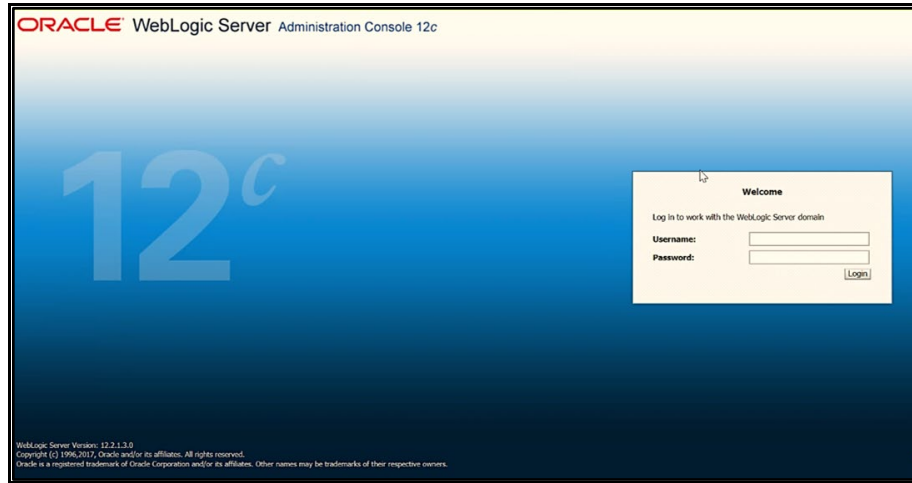 ORACLE WebLogic Server Administration Console 12c
12c
Welcome
Log in to work with the WebLogic Server domain
Username:
Password:
Login
WebLogic Server Version: 12.2.1.3.0
Copyright (c) 1996,2017, Oracle and/or its affiliates. All rights reserved.
Oracle is a registered trademark of Oracle Corporation and/or its affiliates. Other names may be trademarks of their respective owners.